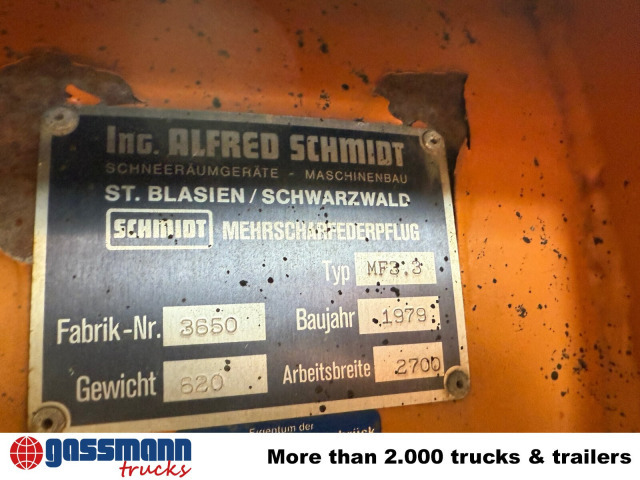 Ing. ALFRED SCHMIDT
SCHNEERÄUMGERÄTE - MASCHINENBAU
ST. BLASIEN / SCHWARZWALD
SCHMIDT MEHRSCHARFEDERPFLUG
Typ MF3.3
Fabrik-Nr. 3650 Baujahr 1979
Gewicht 620 Arbeitsbreite 2700
Eigentum der
gassmann trucks
More than 2.000 trucks & trailers